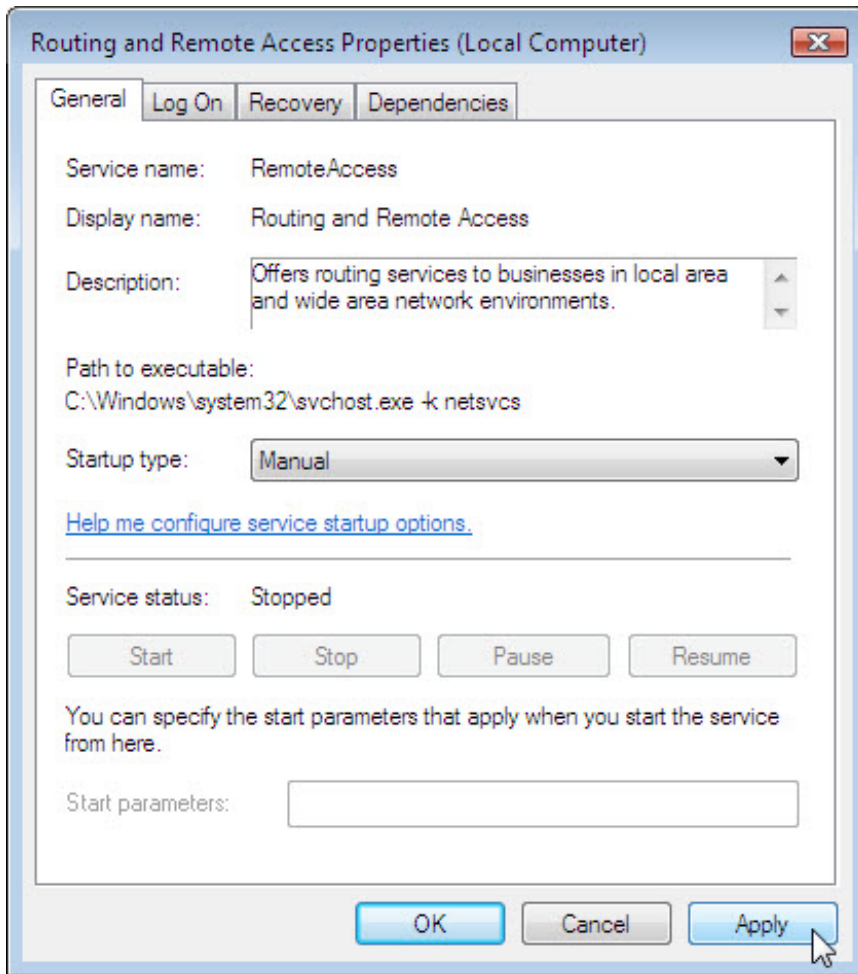 Routing and Remote Access Properties (Local Computer)
General Log On Recovery Dependencies
Service name: RemoteAccess
Display name: Routing and Remote Access
Description: Offers routing services to businesses in local area
and wide area network environments.
Path to executable:
C:\Windows\system32\svchost.exe -k netsvcs
Startup type: Manual
Help me configure service startup options.
Service status: Stopped
Start Stop Pause Resume
You can specify the start parameters that apply when you start the service
from here.
Start parameters:
OK Cancel Apply